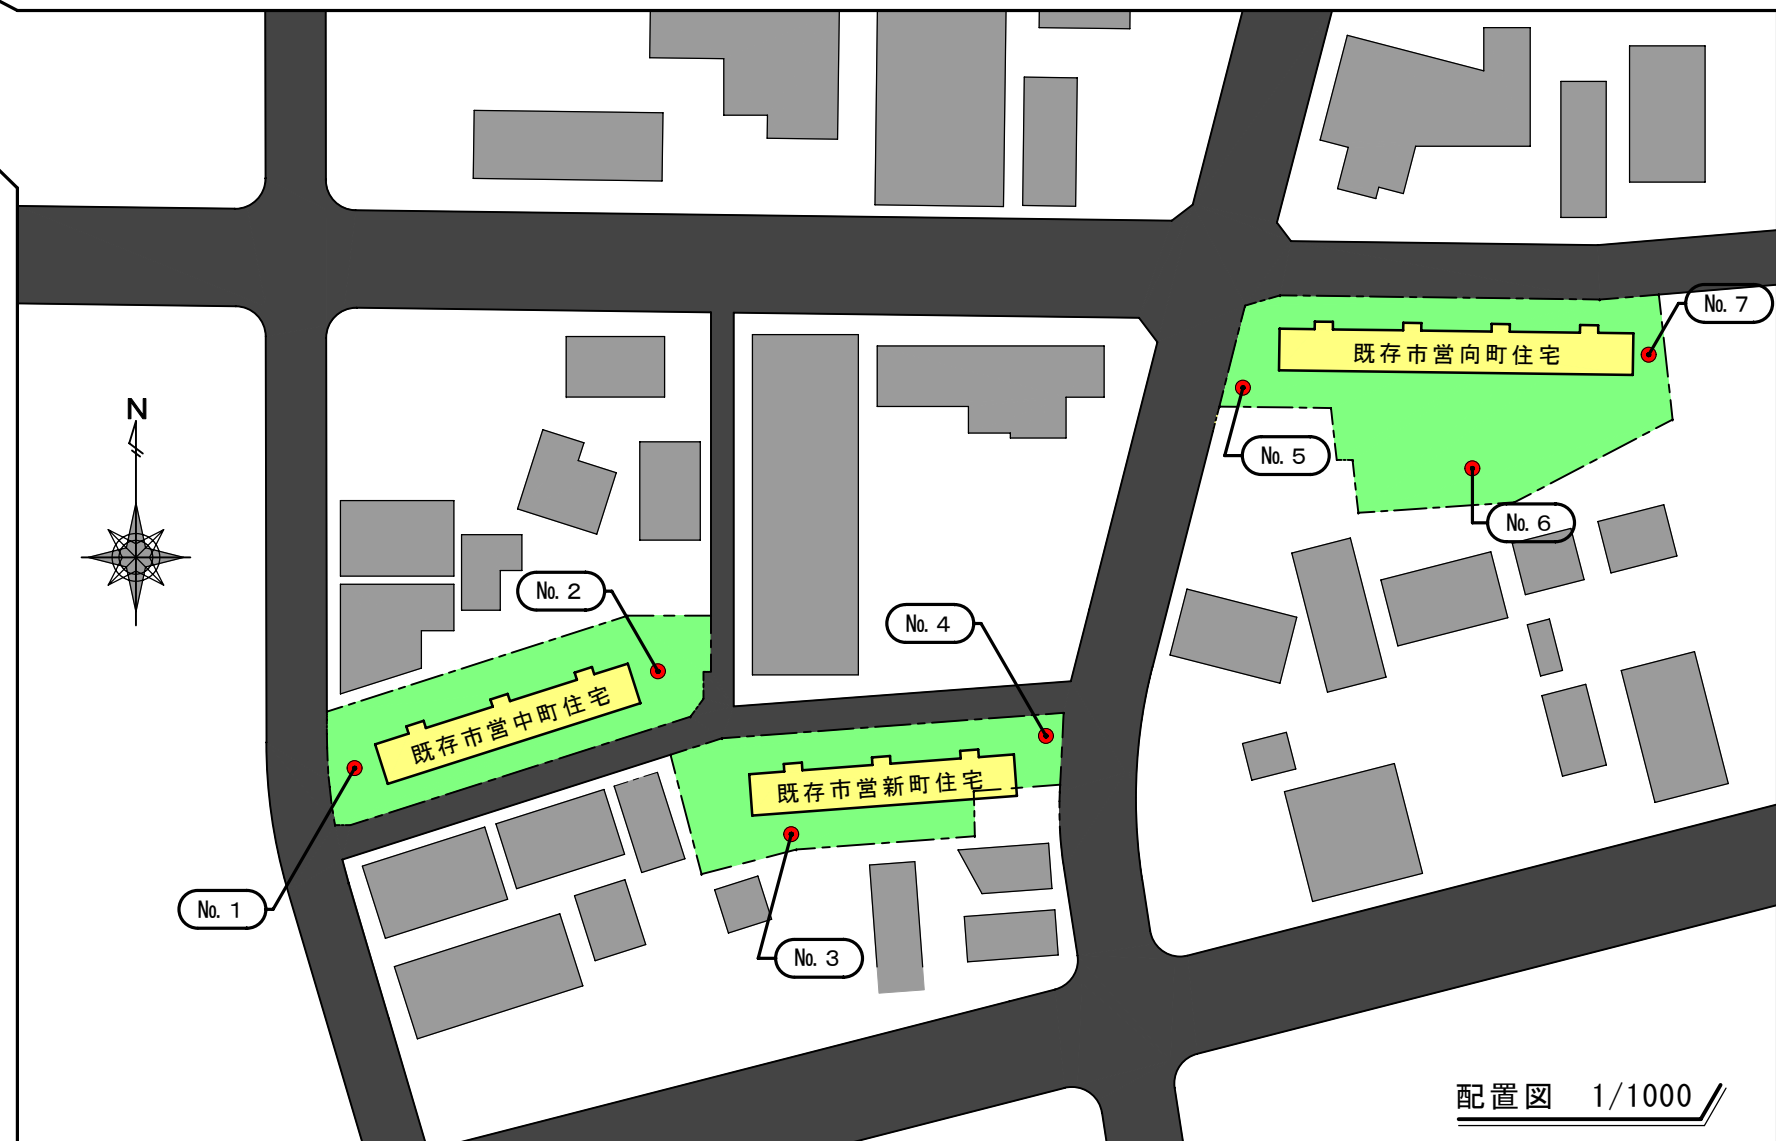 №. 7
既存市営向町住宅
N
№. 5
№. 6
№. 2
№. 4
既存市営中町住宅
既存市営新町住宅
№. 1
№. 3
配置図 1/1000